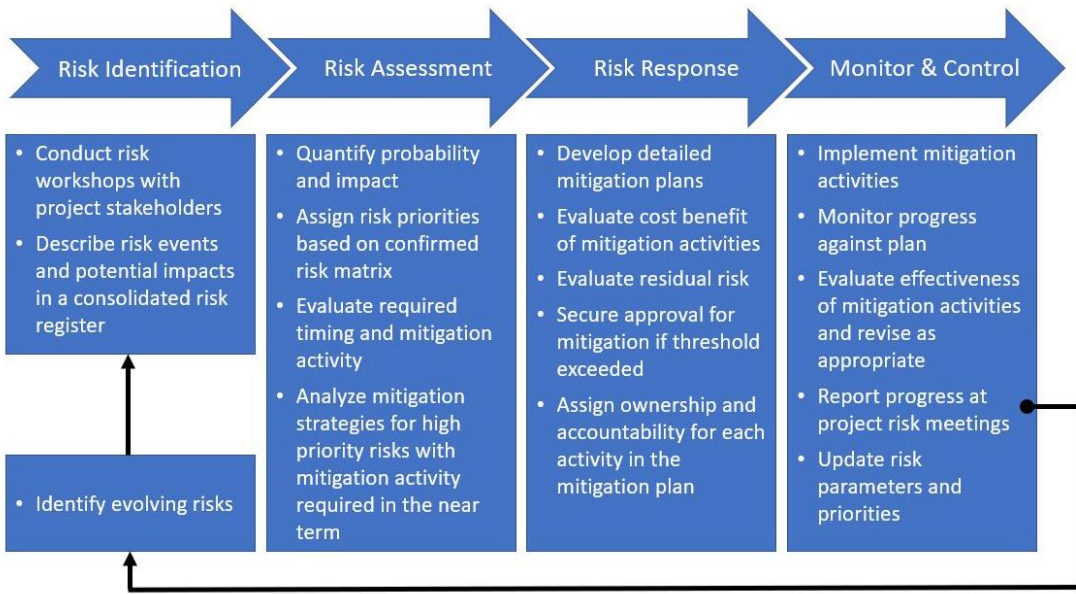 Risk Identification
Risk Assessment
Risk Response
Monitor & Control
• Conduct risk
workshops with
project stakeholders
• Describe risk events
and potential impacts
in a consolidated risk
register
• Identify evolving risks
• Quantify probability
and impact
• Assign risk priorities
based on confirmed
risk matrix
• Evaluate required
timing and mitigation
activity
• Analyze mitigation
strategies for high
priority risks with
mitigation activity
required in the near
term
• Develop detailed
mitigation plans
• Evaluate cost benefit
of mitigation activities
• Evaluate residual risk
• Secure approval for
mitigation if threshold
exceeded
• Assign ownership and
accountability for each
activity in the
mitigation plan
• Implement mitigation
activities
• Monitor progress
against plan
• Evaluate effectiveness
of mitigation activities
and revise as
appropriate
• Report progress at
project risk meetings
• Update risk
parameters and
priorities